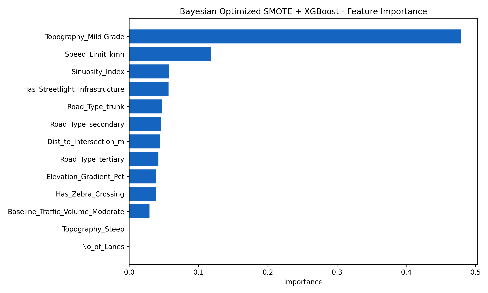 Bayesian Optimized SMOTE + XGBoost - Feature Importance
Topography_Mild Grade
Speed_Limit_kmh
Sinuosity_Index
Has_Streetlight_Infrastructure
Road_Type_trunk
Road_Type_secondary
Dist_to_Intersection_m
Road_Type_tertiary
Elevation_Gradient_Pct
Has_Zebra_Crossing
Baseline_Traffic_Volume_Moderate
Topography_Steep
No_of_Lanes
0.0 0.1 0.2 0.3 0.4 0.5
Importance